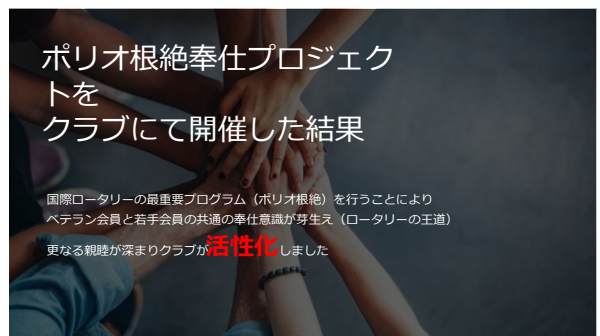 ポリオ根絶奉仕プロジェク
トを
クラブにて開催した結果
国際ロータリーの最重要プログラム（ポリオ根絶）を行うことにより
ベテラン会員と若手会員の共通の奉仕意識が芽生え（ロータリーの王道）
更なる親睦が深まりクラブが活性化しました